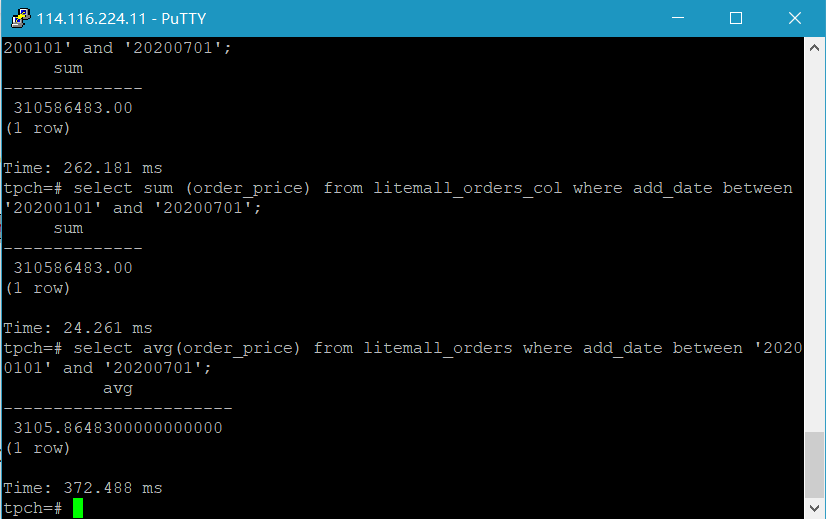 114.116.224.11 - PuTTY
200101' and '20200701';
sum
--------------
310586483.00
(1 row)
Time: 262.181 ms
tpch=# select sum (order_price) from litemall_orders_col where add_date between
'20200101' and '20200701';
sum
--------------
310586483.00
(1 row)
Time: 24.261 ms
tpch=# select avg(order_price) from litemall_orders where add_date between '2020
0101' and '20200701';
avg
-----------------------
3105.8648300000000000
(1 row)
Time: 372.488 ms
tpch=#